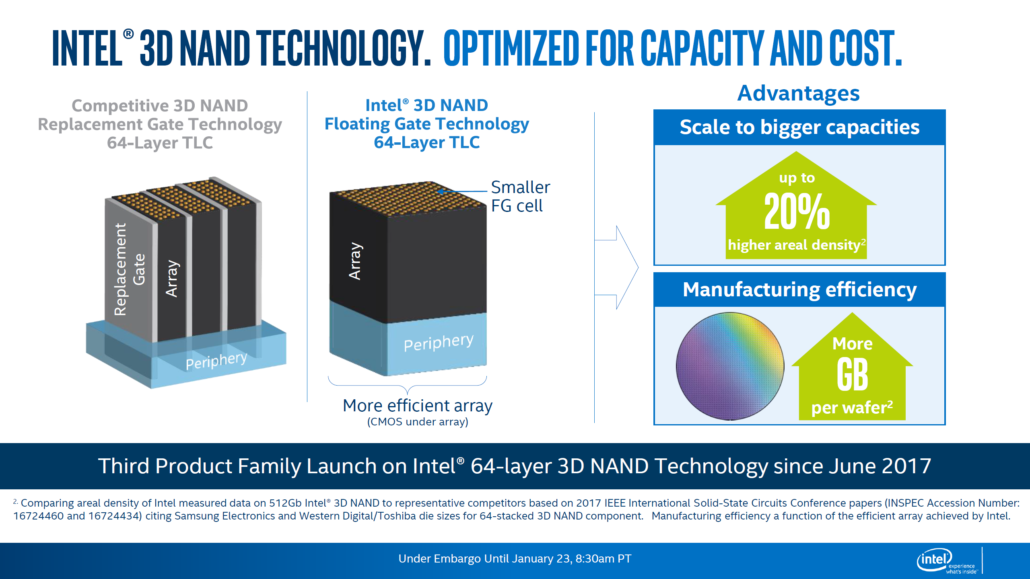 INTEL® 3D NAND TECHNOLOGY. OPTIMIZED FOR CAPACITY AND COST.
Competitive 3D NAND
Replacement Gate Technology
64-Layer TLC
Replacement
Gate
Array
Periphery
Intel® 3D NAND
Floating Gate Technology
64-Layer TLC
Smaller
FG cell
Array
Periphery
More efficient array
(CMOS under array)
Advantages
Scale to bigger capacities
up to
20%
higher areal density2
Manufacturing efficiency
More
GB
per wafer2
Third Product Family Launch on Intel® 64-layer 3D NAND Technology since June 2017
2. Comparing areal density of Intel measured data on 512Gb Intel® 3D NAND to representative competitors based on 2017 IEEE International Solid-State Circuits Conference papers (INSPEC Accession Number:
16724460 and 16724434) citing Samsung Electronics and Western Digital/Toshiba die sizes for 64-stacked 3D NAND component. Manufacturing efficiency a function of the efficient array achieved by Intel.
Under Embargo Until January 23, 8:30am PT
intel
experience
what's inside™